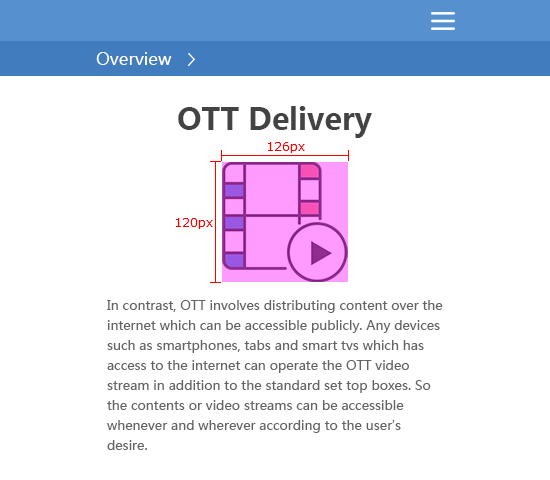 Overview
OTT Delivery
126px
120px
In contrast, OTT involves distributing content over the
internet which can be accessible publicly. Any devices
such as smartphones, tabs and smart tvs which has
access to the internet can operate the OTT video
stream in addition to the standard set top boxes. So
the contents or video streams can be accessible
whenever and wherever according to the user's
desire.